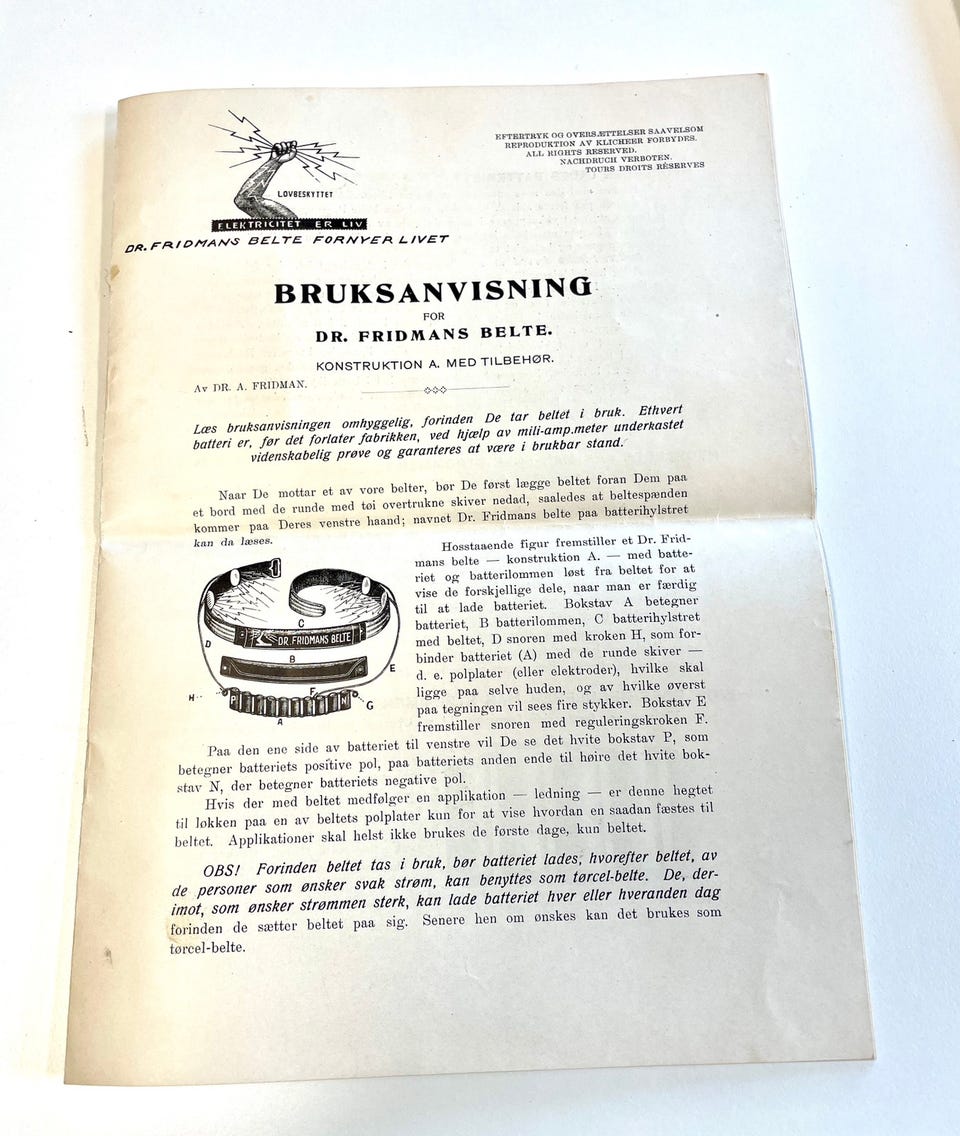 EFTERTRYK OG OVERSÆTTELSER SAAVELSOM
REPRODUKTION AV KLICHEER FORBYDES.
ALL RIGHTS RESERVED.
NACHDRUCH VERBOTEN.
TOURS DROITS RÉSERVES
LOVBESKYTTET
ELEKTRICITET ER LIV
DR. FRIDMANS BELTE FORNYER LIVET
BRUKSANVISNING
FOR
DR. FRIDMANS BELTE.
KONSTRUKTION A. MED TILBEHØR.
Av DR. A. FRIDMAN.
Læs bruksanvisningen omhyggelig, forinden De tar beltet i bruk. Ethvert
batteri er, før det forlater fabrikken, ved hjælp av mili-amp.meter underkastet
videnskabelig prøve og garanteres at være i brukbar stand.
Naar De mottar et av vore belter, bør De først lægge beltet foran Dem paa
et bord med de runde med tøi overtrukne skiver nedad, saaledes at beltespænden
kommer paa Deres venstre haand; navnet Dr. Fridmans belte paa batterihylstret
kan da læses.
Hosstaaende figur fremstiller et Dr. Frid-
mans belte — konstruktion A. — med batte-
riet og batterilommen løst fra beltet for at
vise de forskjellige dele, naar man er færdig
til at lade batteriet. Bokstav A betegner
batteriet, B batterilommen, C batterihylstret
med beltet, D snoren med kroken H, som for-
binder batteriet (A) med de runde skiver —
d. e. polplater (eller elektroder), hvilke skal
ligge paa selve huden, og av hvilke øverst
paa tegningen vil sees fire stykker. Bokstav E
fremstiller snoren med reguleringskroken F.
C
DR. FRIDMANS BELTE
D
B
E
H
F
G
P
N
A
Paa den ene side av batteriet til venstre vil De se det hvite bokstav P, som
betegner batteriets positive pol, paa batteriets anden ende til høire det hvite bok-
stav N, der betegner batteriets negative pol.
Hvis der med beltet medfølger en applikation — ledning — er denne hegtet
til løkken paa en av beltets polplater kun for at vise hvordan en saadan fæstes til
beltet. Applikationer skal helst ikke brukes de første dage, kun beltet.
OBS! Forinden beltet tas i bruk, bør batteriet lades, hvorefter beltet, av
de personer som ønsker svak strøm, kan benyttes som tørcel-belte. De, der-
imot, som ønsker strømmen sterk, kan lade batteriet hver eller hveranden dag
forinden de sætter beltet paa sig. Senere hen om ønskes kan det brukes som
tørcel-belte.